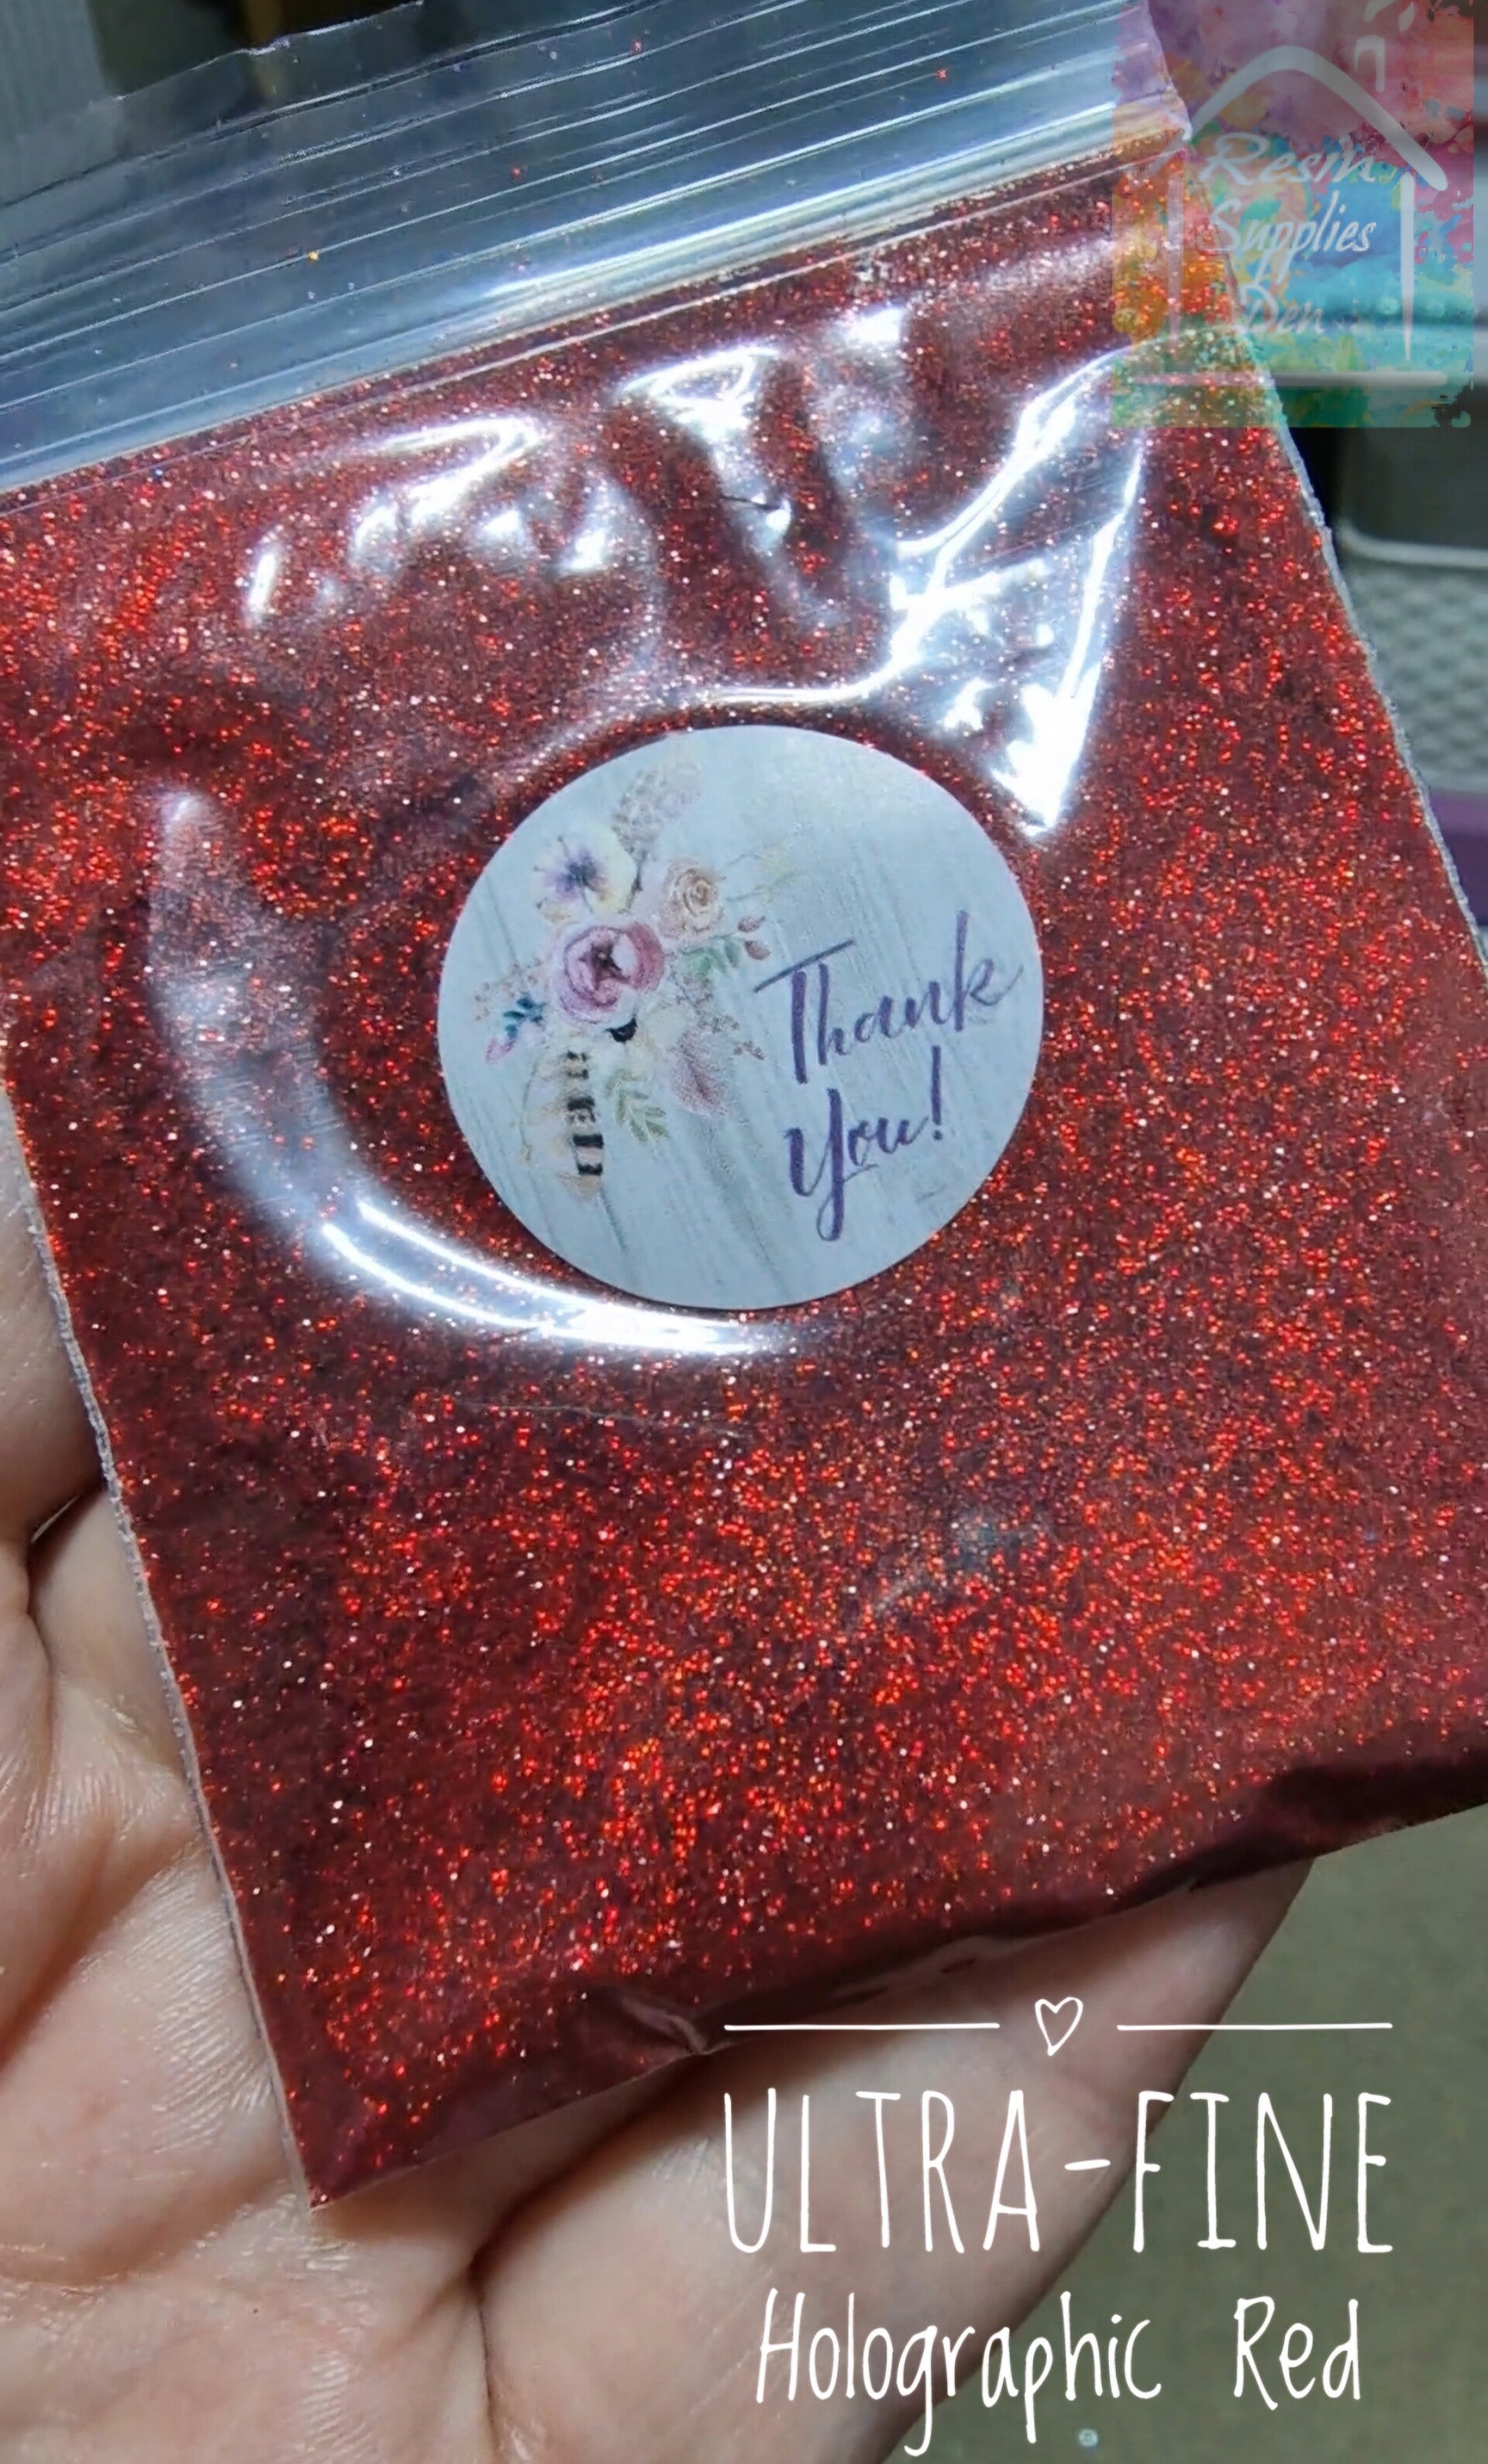 Resin
Supplies
Den
Thank
You!
ULTRA-FINE
Holographic Red